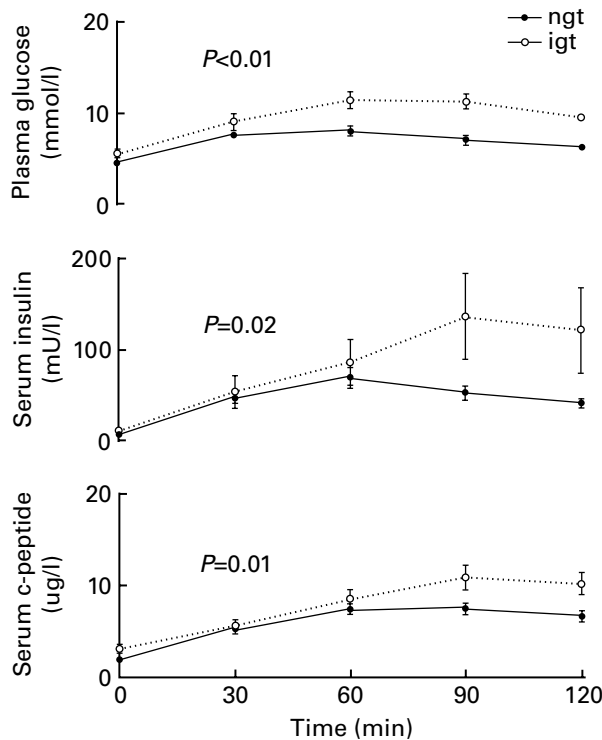 ngt
igt
Plasma glucose
(mmol/l)
20
10
0
P<0.01
Serum insulin
(mU/l)
200
100
0
P=0.02
Serum c-peptide
(ug/l)
20
10
0
P=0.01
0 30 60 90 120
Time (min)